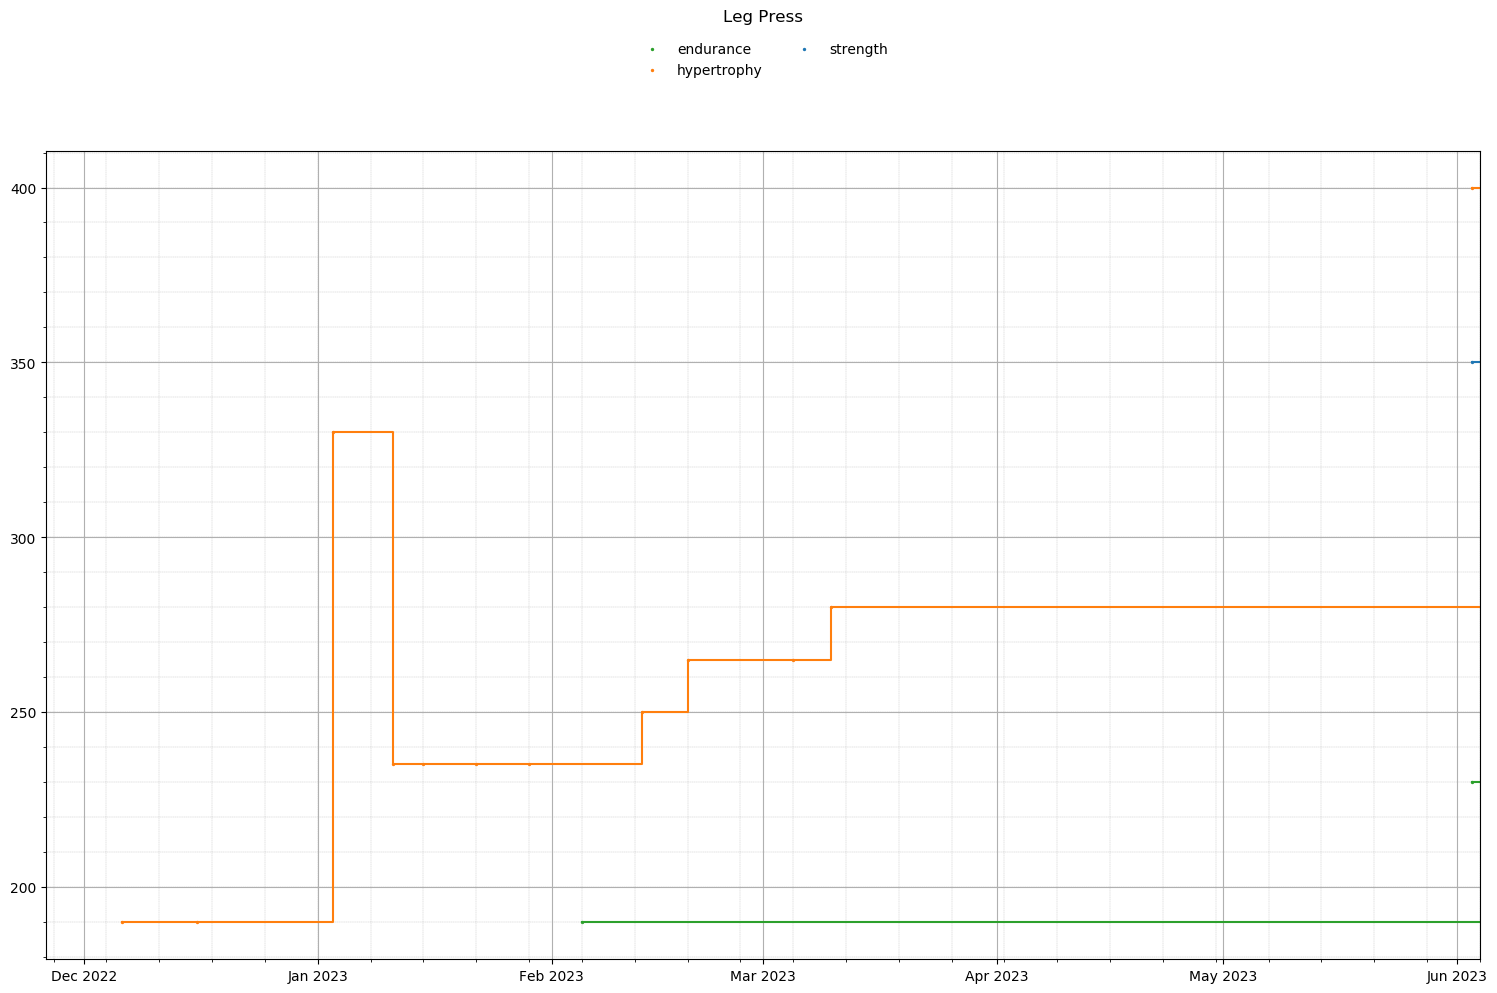 Leg Press
endurance
strength
hypertrophy
400
350
300
250
200
Dec 2022
Jan 2023
Feb 2023
Mar 2023
Apr 2023
May 2023
Jun 2023